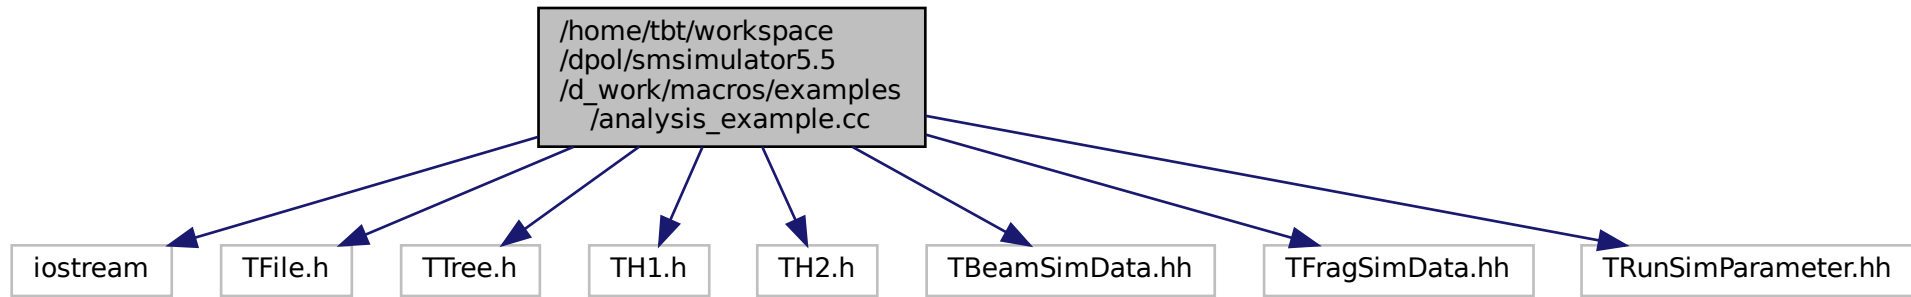 /home/tbt/workspace
/dpol/smsimulator5.5
/d_work/macros/examples
/analysis_example.cc
iostream
TFile.h
TTree.h
TH1.h
TH2.h
TBeamSimData.hh
TFragSimData.hh
TRunSimParameter.hh